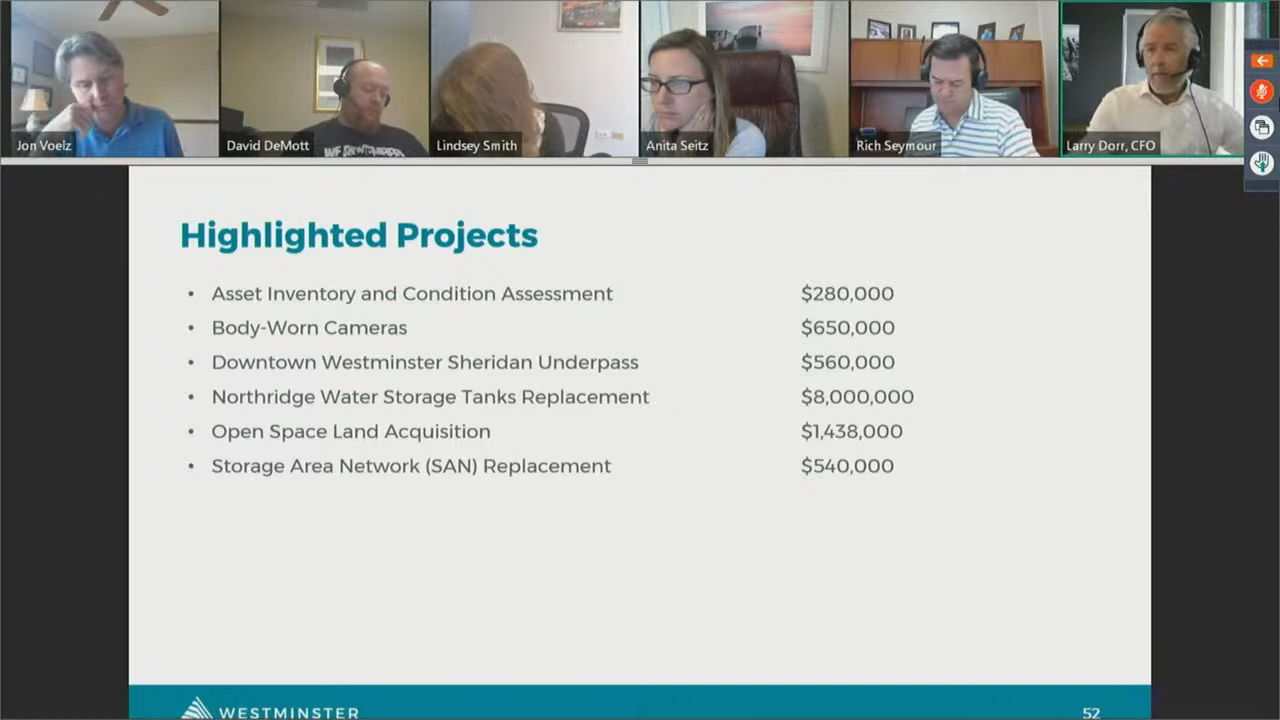 Jon Voelz
David DeMott
Lindsey Smith
Anita Seitz
Rich Seymour
Larry Dorr, CFO
Highlighted Projects
• Asset Inventory and Condition Assessment $280,000
• Body-Worn Cameras $650,000
• Downtown Westminster Sheridan Underpass $560,000
• Northridge Water Storage Tanks Replacement $8,000,000
• Open Space Land Acquisition $1,438,000
• Storage Area Network (SAN) Replacement $540,000
WESTMINSTER 52